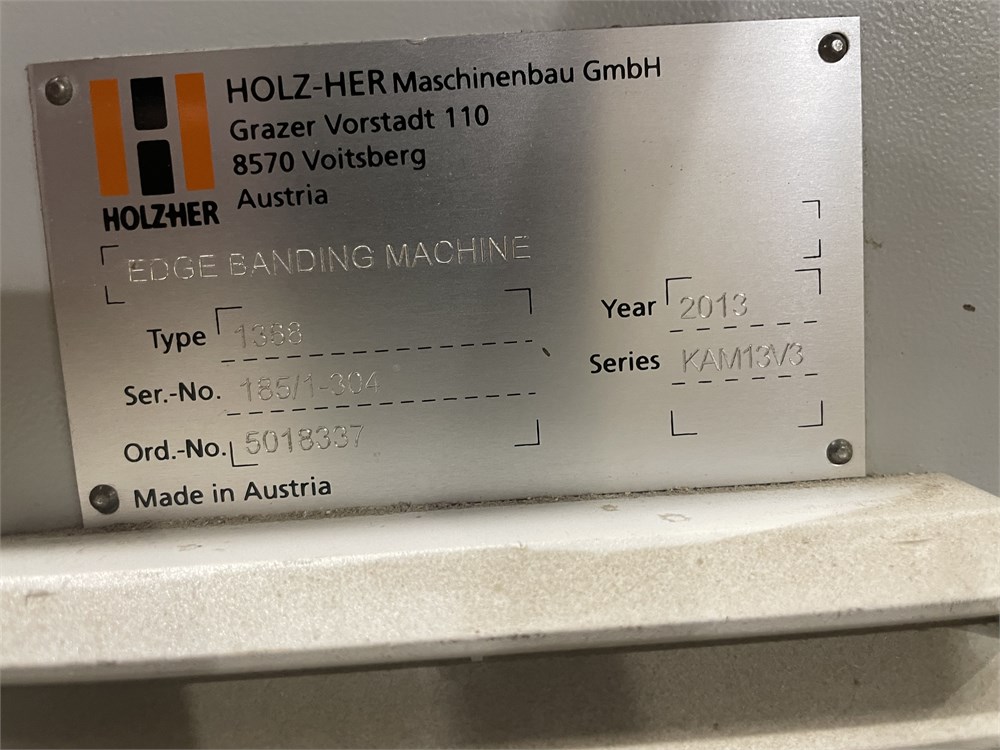 HOLZ-HER Maschinenbau GmbH
Grazer Vorstadt 110
8570 Voitsberg
Austria
HOLZ-HER
EDGE BANDING MACHINE
Type 1358
Year 2013
Ser.-No. 185/1-304
Series KAM13V3
Ord.-No. 5018337
Made in Austria